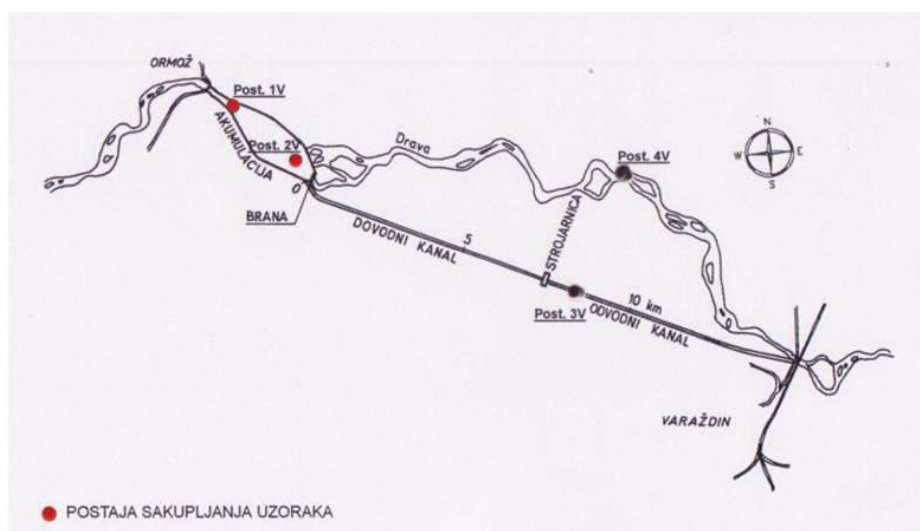 ORMOŽ
Post. 1V
AKUMULACIJA
Post. 2V
Drava
Post. 4V
N
W E
S
0
BRANA
DOVODNI KANAL
5
STROJARNICA
Post. 3V
10 km
ODVODNI KANAL
VARAŽDIN
POSTAJA SAKUPLJANJA UZORAKA